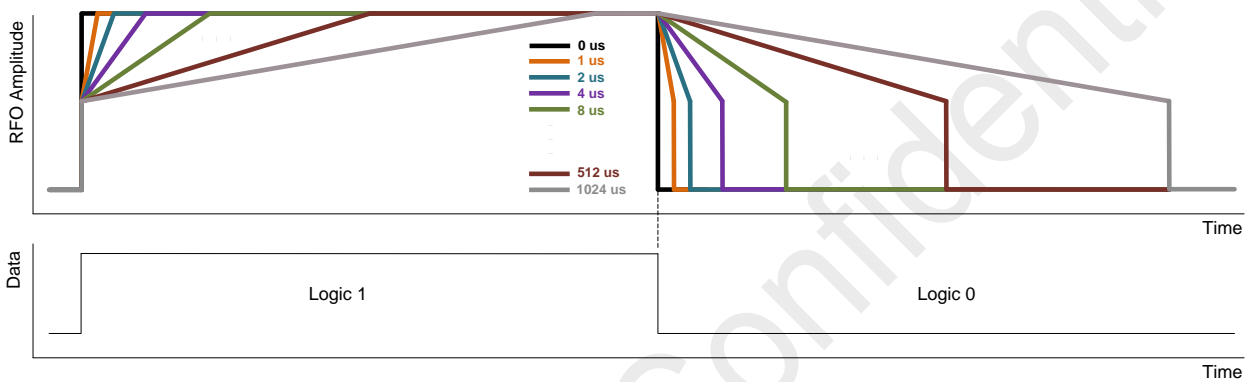 RFO Amplitude
0 us
1 us
2 us
4 us
8 us
512 us
1024 us
Time
Data
Logic 1
Logic 0
Time
Confident